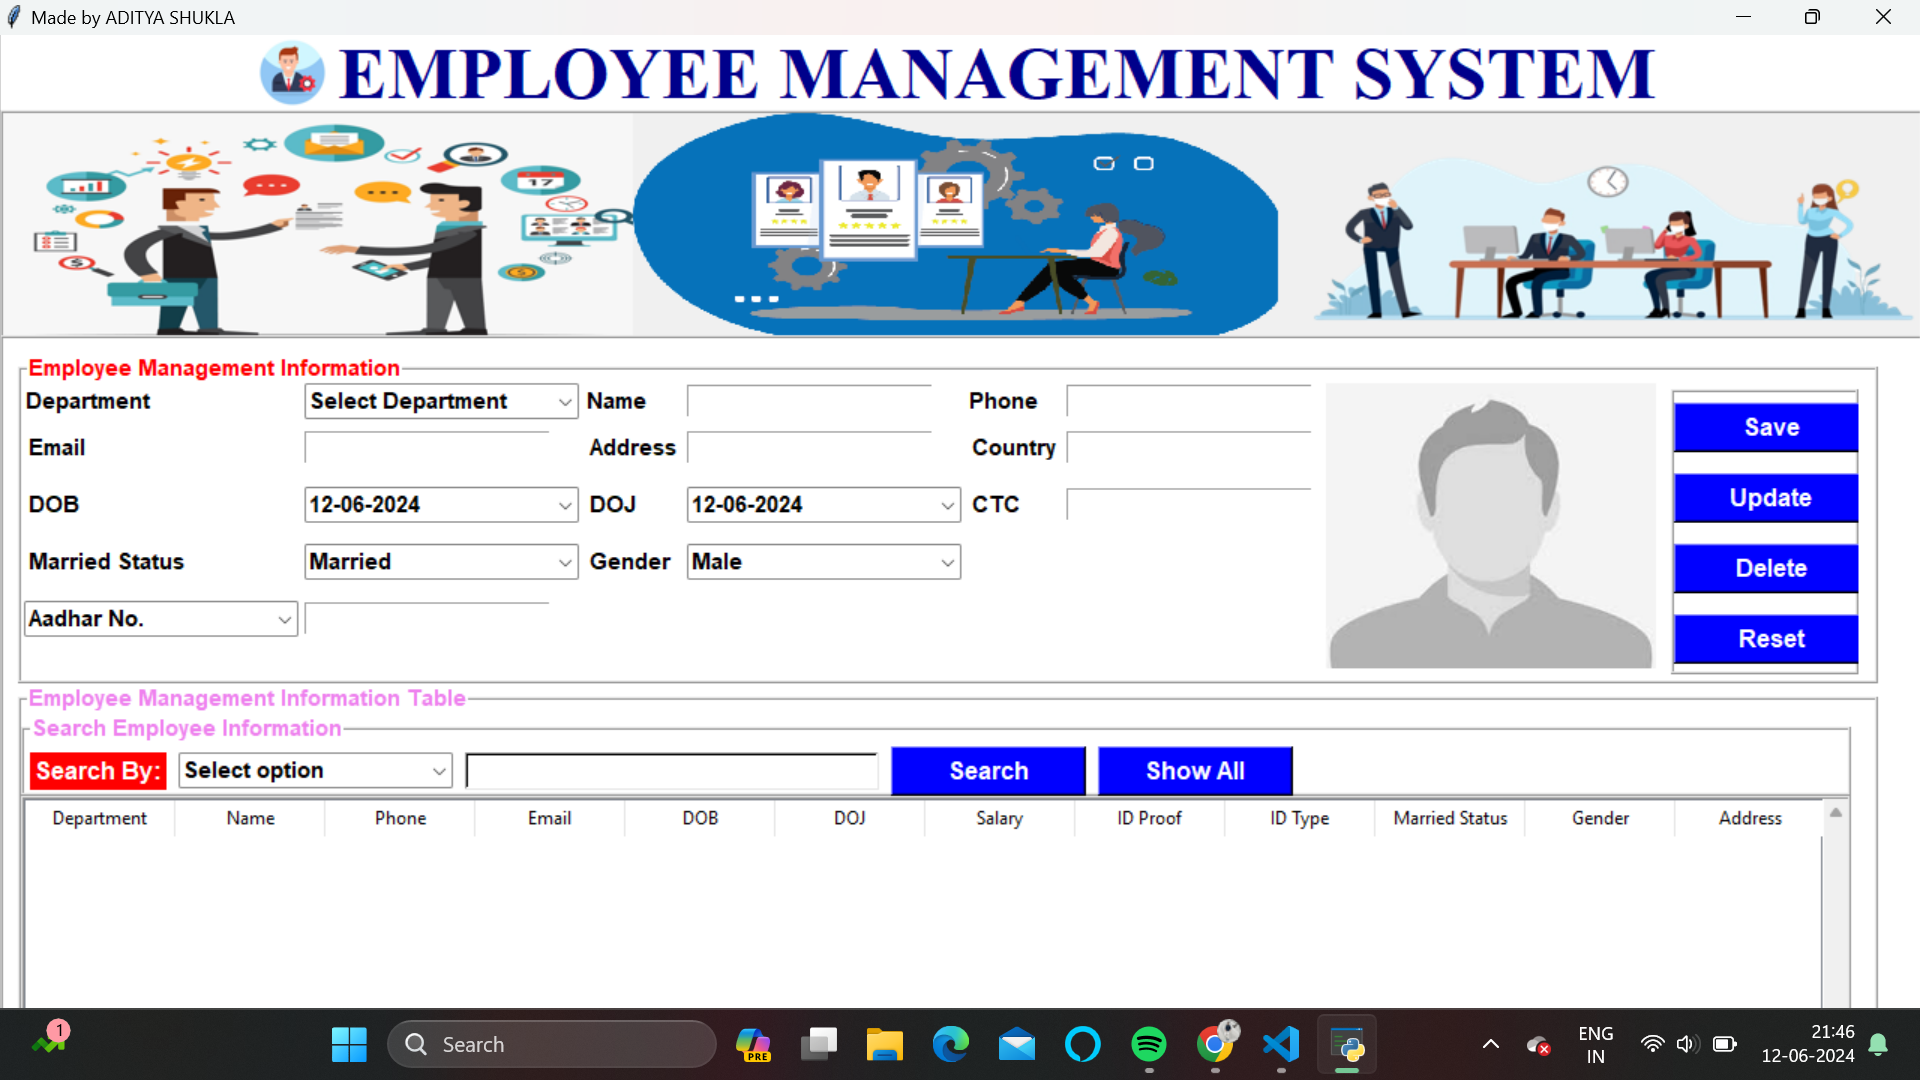 Made by ADITYA SHUKLA
EMPLOYEE MANAGEMENT SYSTEM
17
Employee Management Information
Department Select Department Name Phone
Email Address Country
DOB 12-06-2024 DOJ 12-06-2024 CTC
Married Status Married Gender Male
Aadhar No.
Save
Update
Delete
Reset
Employee Management Information Table
Search Employee Information
Search By: Select option Search Show All
Department Name Phone Email DOB DOJ Salary ID Proof ID Type Married Status Gender Address
1
Search
PRE
ENG
IN
21:46
12-06-2024